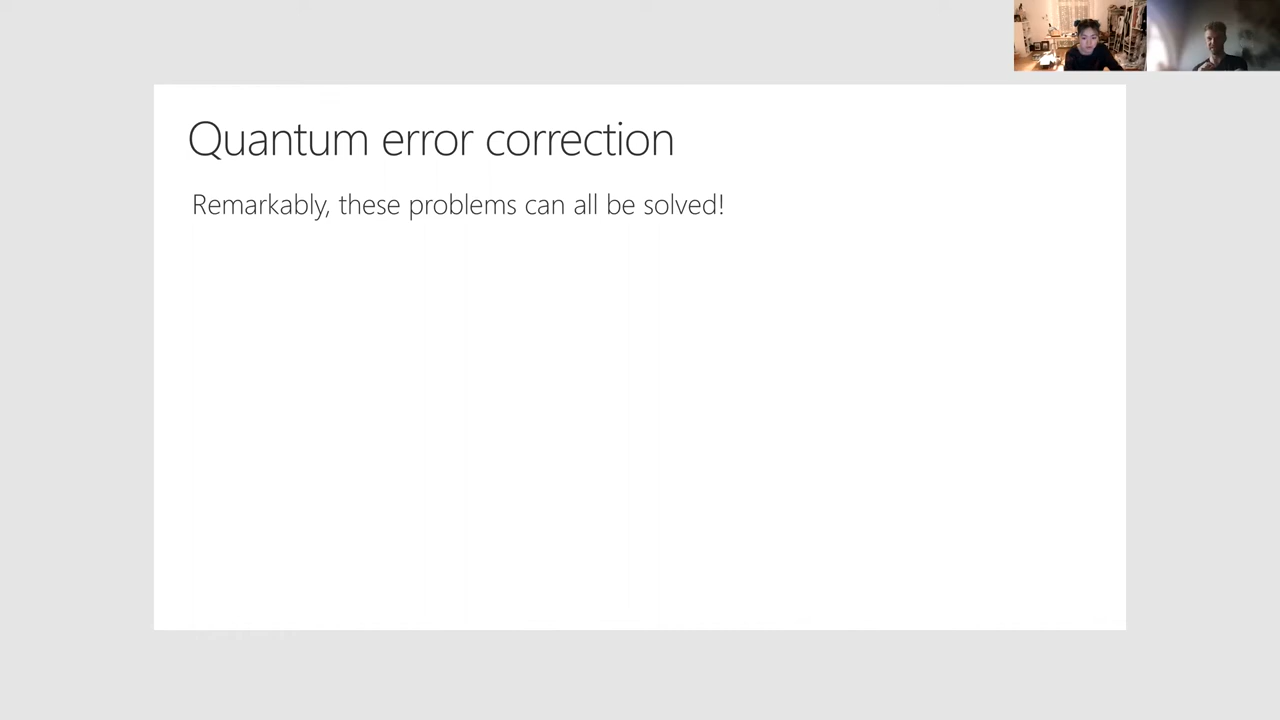 Quantum error correction
Remarkably, these problems can all be solved!